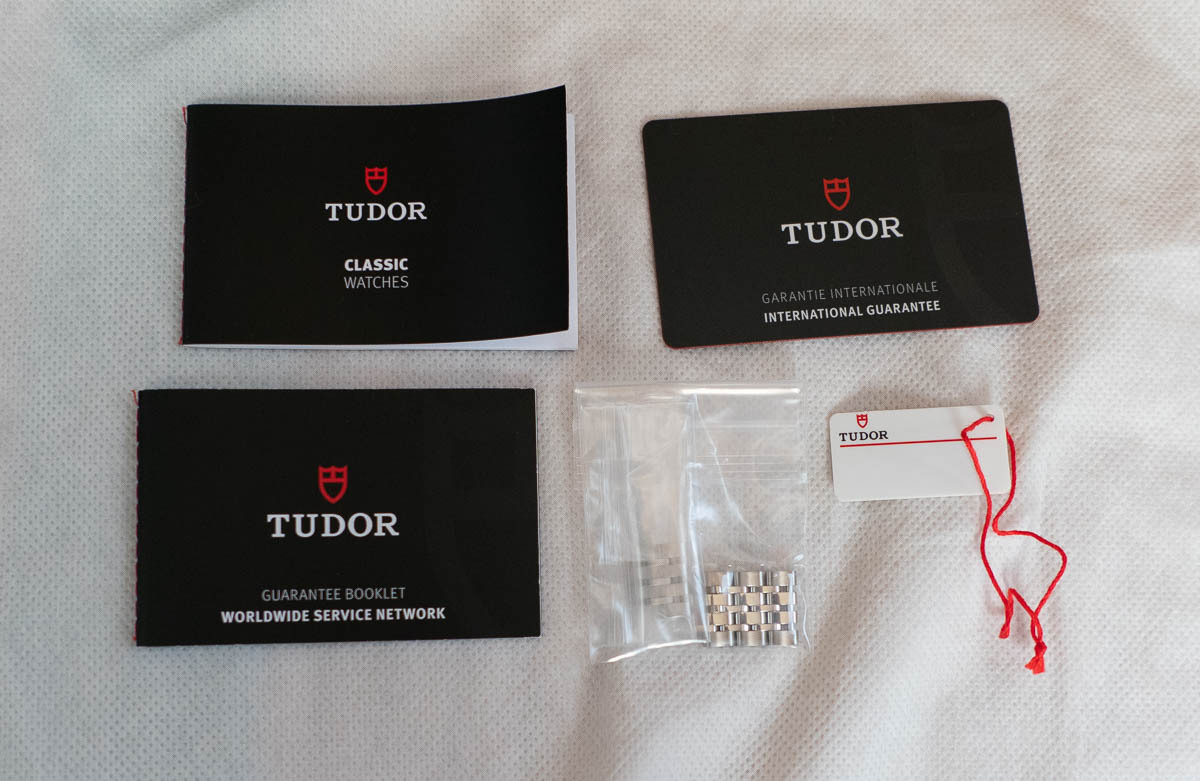 TUDOR
CLASSIC
WATCHES
TUDOR
GARANTIE INTERNATIONALE
INTERNATIONAL GUARANTEE
TUDOR
GUARANTEE BOOKLET
WORLDWIDE SERVICE NETWORK
TUDOR